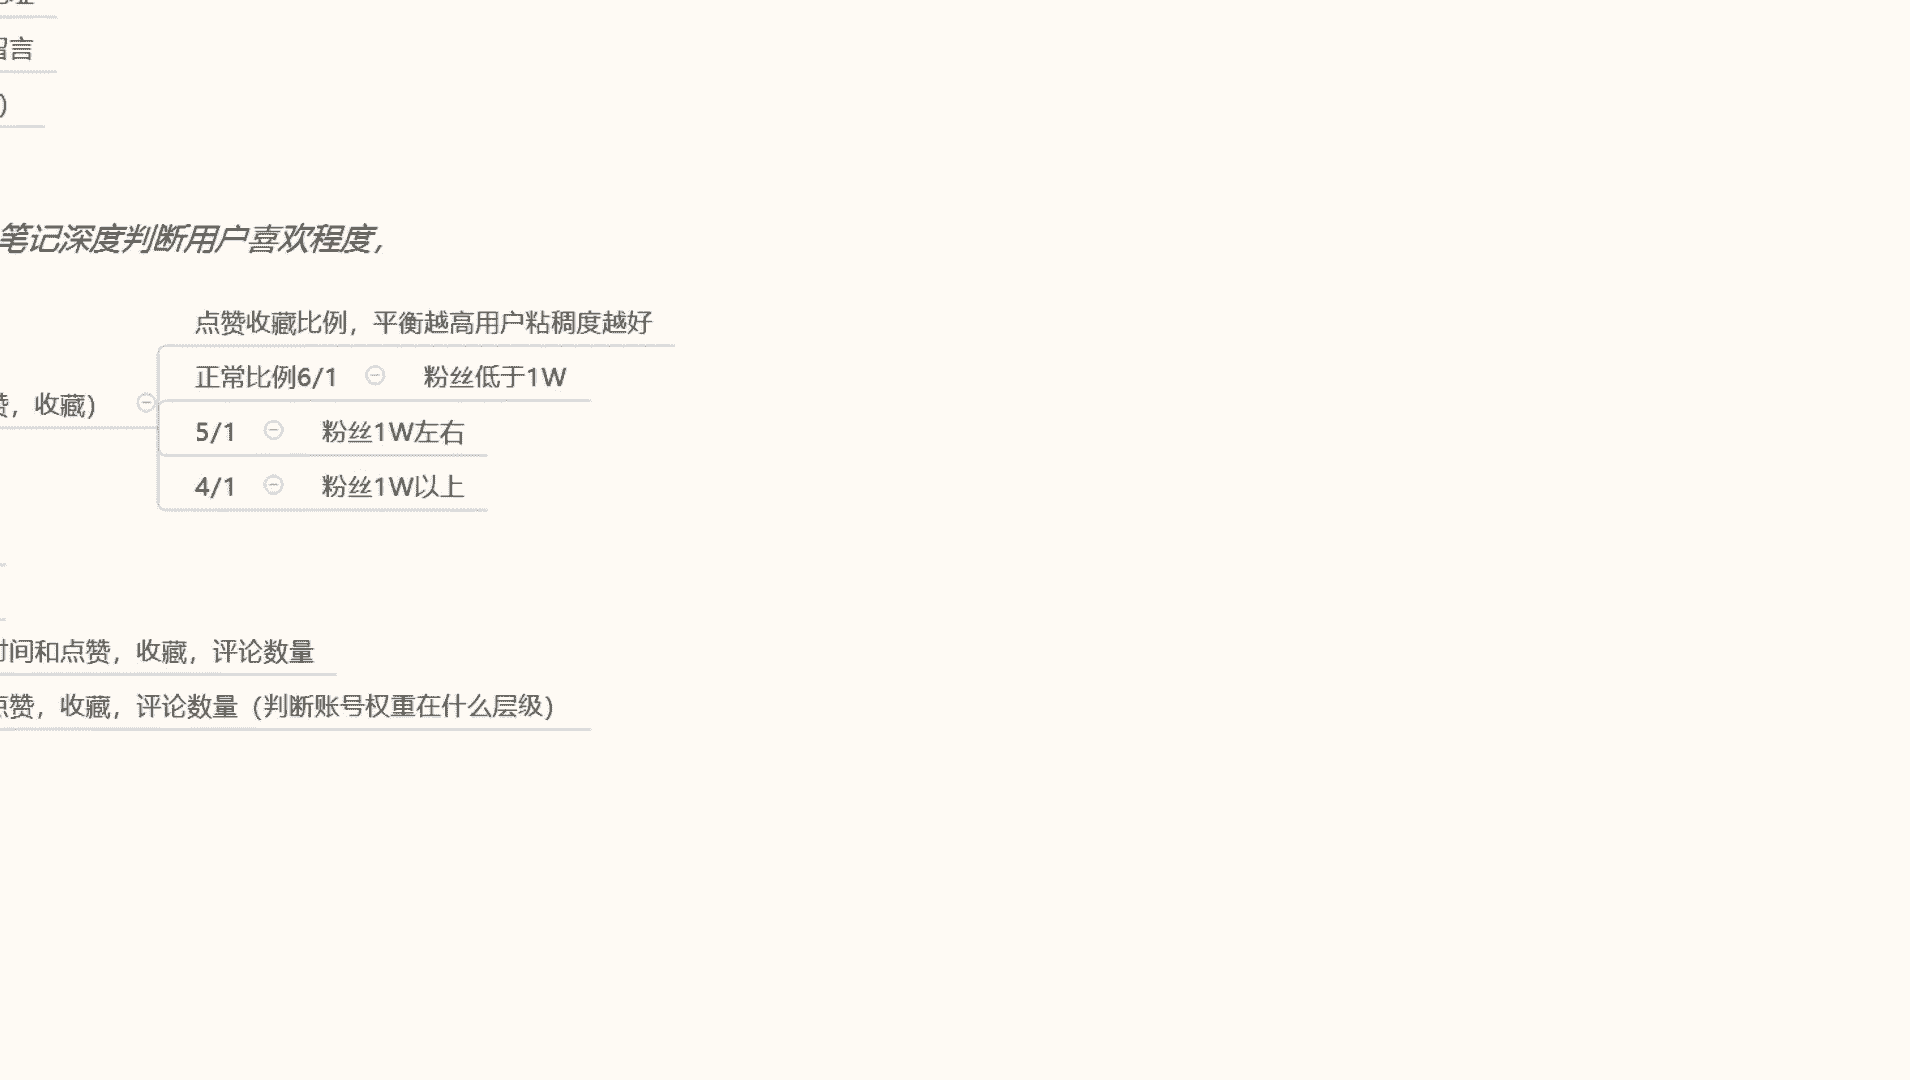 留言
)
笔记深度判断用户喜欢程度，
点赞收藏比例，平衡越高用户粘稠度越好
正常比例6/1 粉丝低于1W
赞，收藏)
5/1 粉丝1W左右
4/1 粉丝1W以上
时间和点赞，收藏，评论数量
点赞，收藏，评论数量（判断账号权重在什么层级）